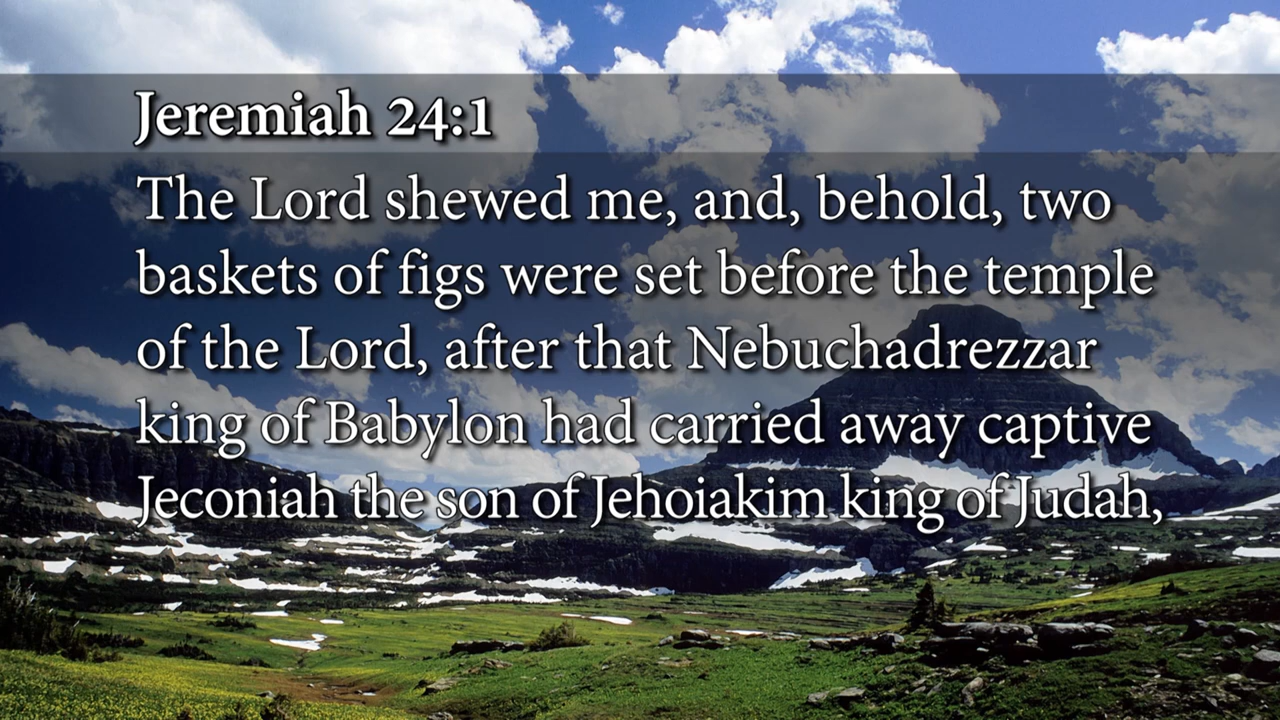 Jeremiah 24:1
The Lord shewed me, and, behold, two
baskets of figs were set before the temple
of the Lord, after that Nebuchadrezzar
king of Babylon had carried away captive
Jeconiah the son of Jehoiakim king of Judah,